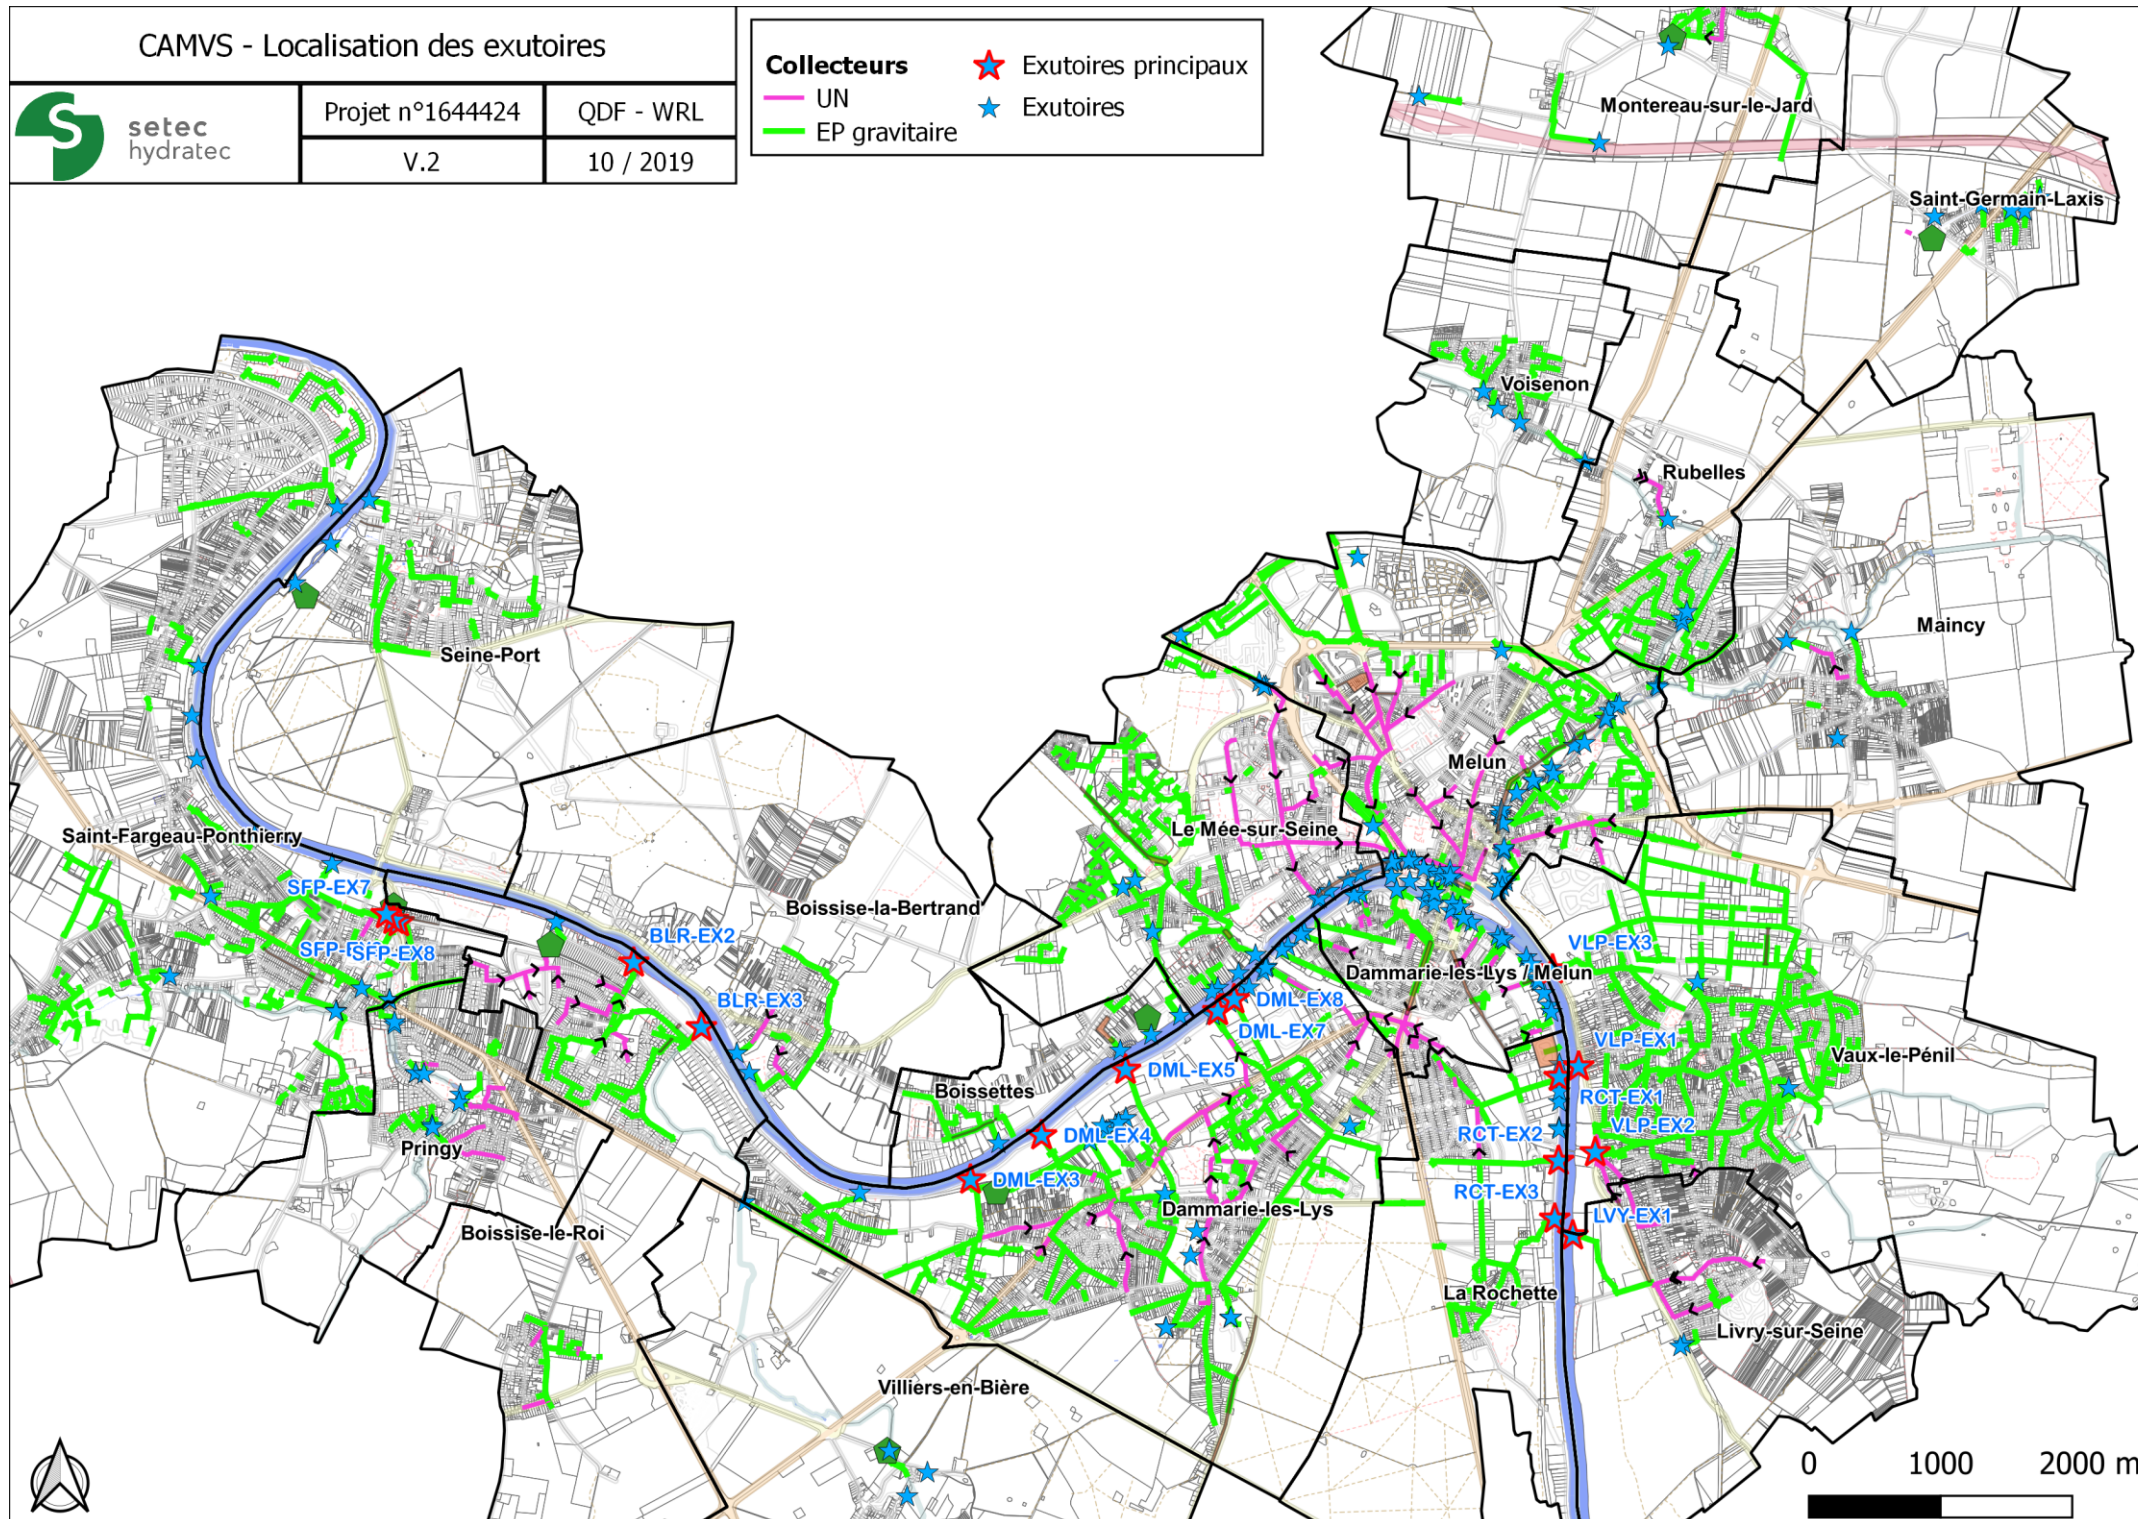 CAMVS - Localisation des exutoires
setec
hydratec
Projet n°1644424
QDF - WRL
V.2
10 / 2019
Collecteurs
UN
EP gravitaire
Exutoires principaux
Exutoires
Montereau-sur-le-Jard
Saint-Germain-Laxis
Voisenon
Rubelles
Maincy
Seine-Port
Melun
Saint-Fargeau-Ponthierry
Le Mée-sur-Seine
SFP-EX7
SFP-EX8
Boissise-la-Bertrand
BLR-EX2
BLR-EX3
VLP-EX3
Dammarie-les-Lys / Melun
DML-EX8
DML-EX7
VLP-EX1
Vaux-le-Pénil
DML-EX5
Boissettes
RCT-EX1
VLP-EX2
RCT-EX2
DML-EX4
Pringy
DML-EX3
RCT-EX3
Dammarie-les-Lys
LVY-EX1
Boissise-le-Roi
La Rochette
Livry-sur-Seine
Villiers-en-Bière
0 1000 2000 m